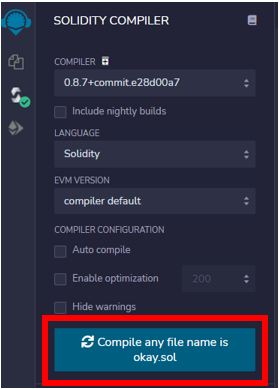 SOLIDITY COMPILER
COMPILER
0.8.7+commit.e28d00a7
Include nightly builds
LANGUAGE
Solidity
EVM VERSION
compiler default
COMPILER CONFIGURATION
Auto compile
Enable optimization 200
Hide warnings
Compile any file name is
okay.sol